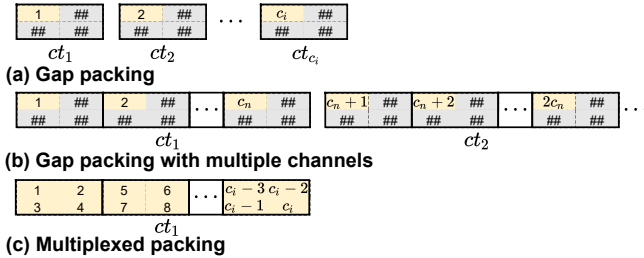 1 ## 2 ## ... c_i ##
## ## ## ## ## ##
ct_1 ct_2 ct_{c_i}
(a) Gap packing
1 ## 2 ## ... c_n ## c_n + 1 ## c_n + 2 ## ... 2c_n ## ..
## ## ## ## ## ## ## ## ## ## ## ##
ct_1 ct_2
(b) Gap packing with multiple channels
1 2 5 6 ... c_i − 3 c_i − 2
3 4 7 8 c_i − 1 c_i
ct_1
(c) Multiplexed packing